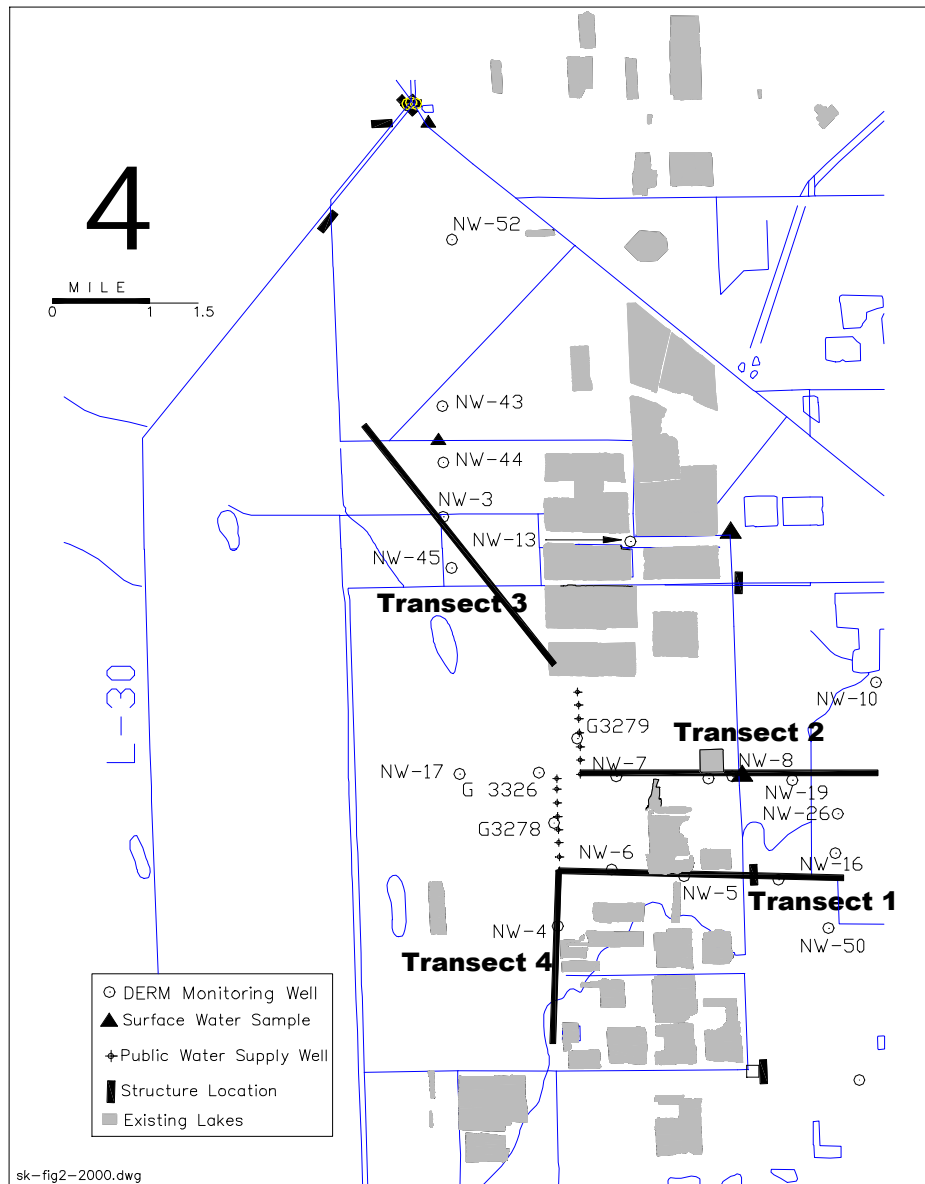 4
MILE
0 1 1.5
NW-52
NW-43
NW-44
NW-3
NW-13
NW-45
Transect 3
L-30
NW-10
G3279
Transect 2
NW-7
NW-8
NW-17
G 3326
NW-19
G3278
NW-26
NW-6
NW-16
NW-5
Transect 1
NW-4
NW-50
Transect 4
DERM Monitoring Well
Surface Water Sample
Public Water Supply Well
Structure Location
Existing Lakes
sk-fig2-2000.dwg